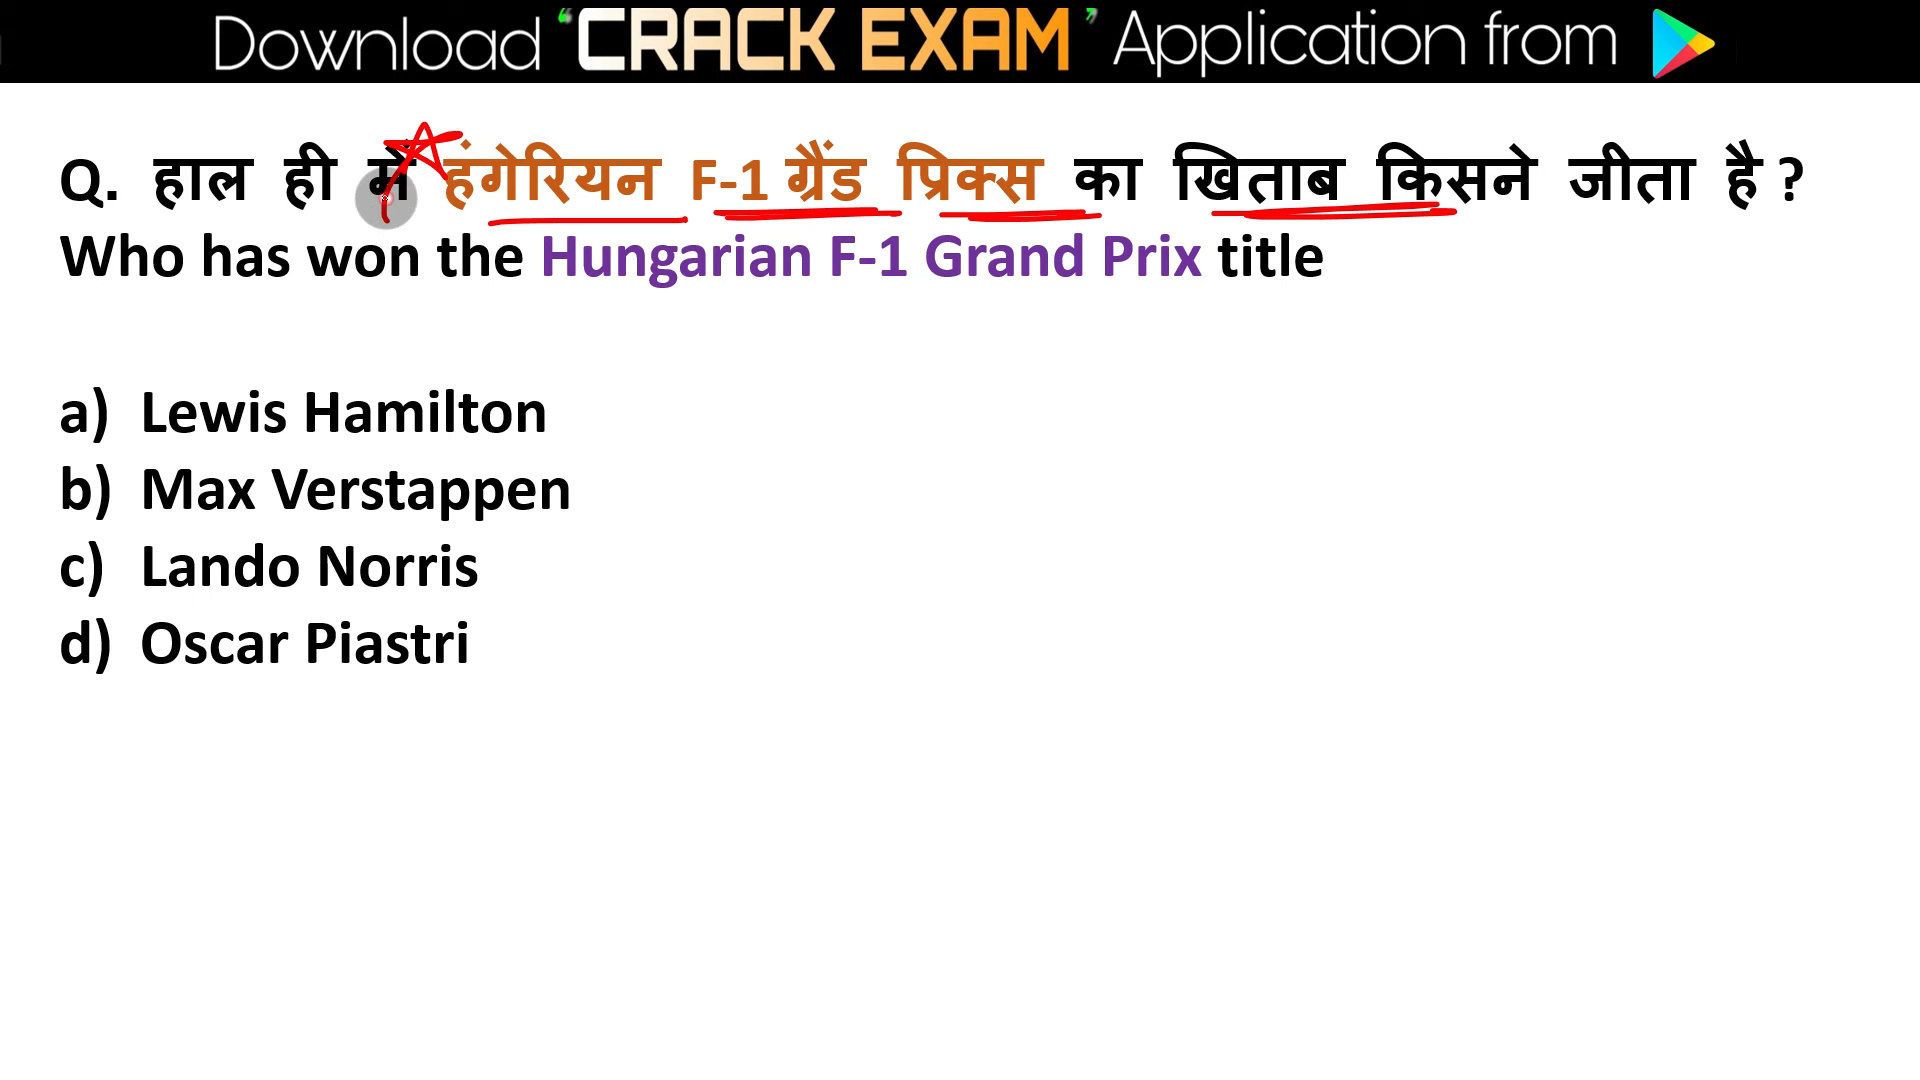 Download ‘CRACK EXAM’ Application from
Q. हाल ही में हंगेरियन F-1 ग्रैंड प्रिक्स का खिताब किसने जीता है ?
Who has won the Hungarian F-1 Grand Prix title
a) Lewis Hamilton
b) Max Verstappen
c) Lando Norris
d) Oscar Piastri